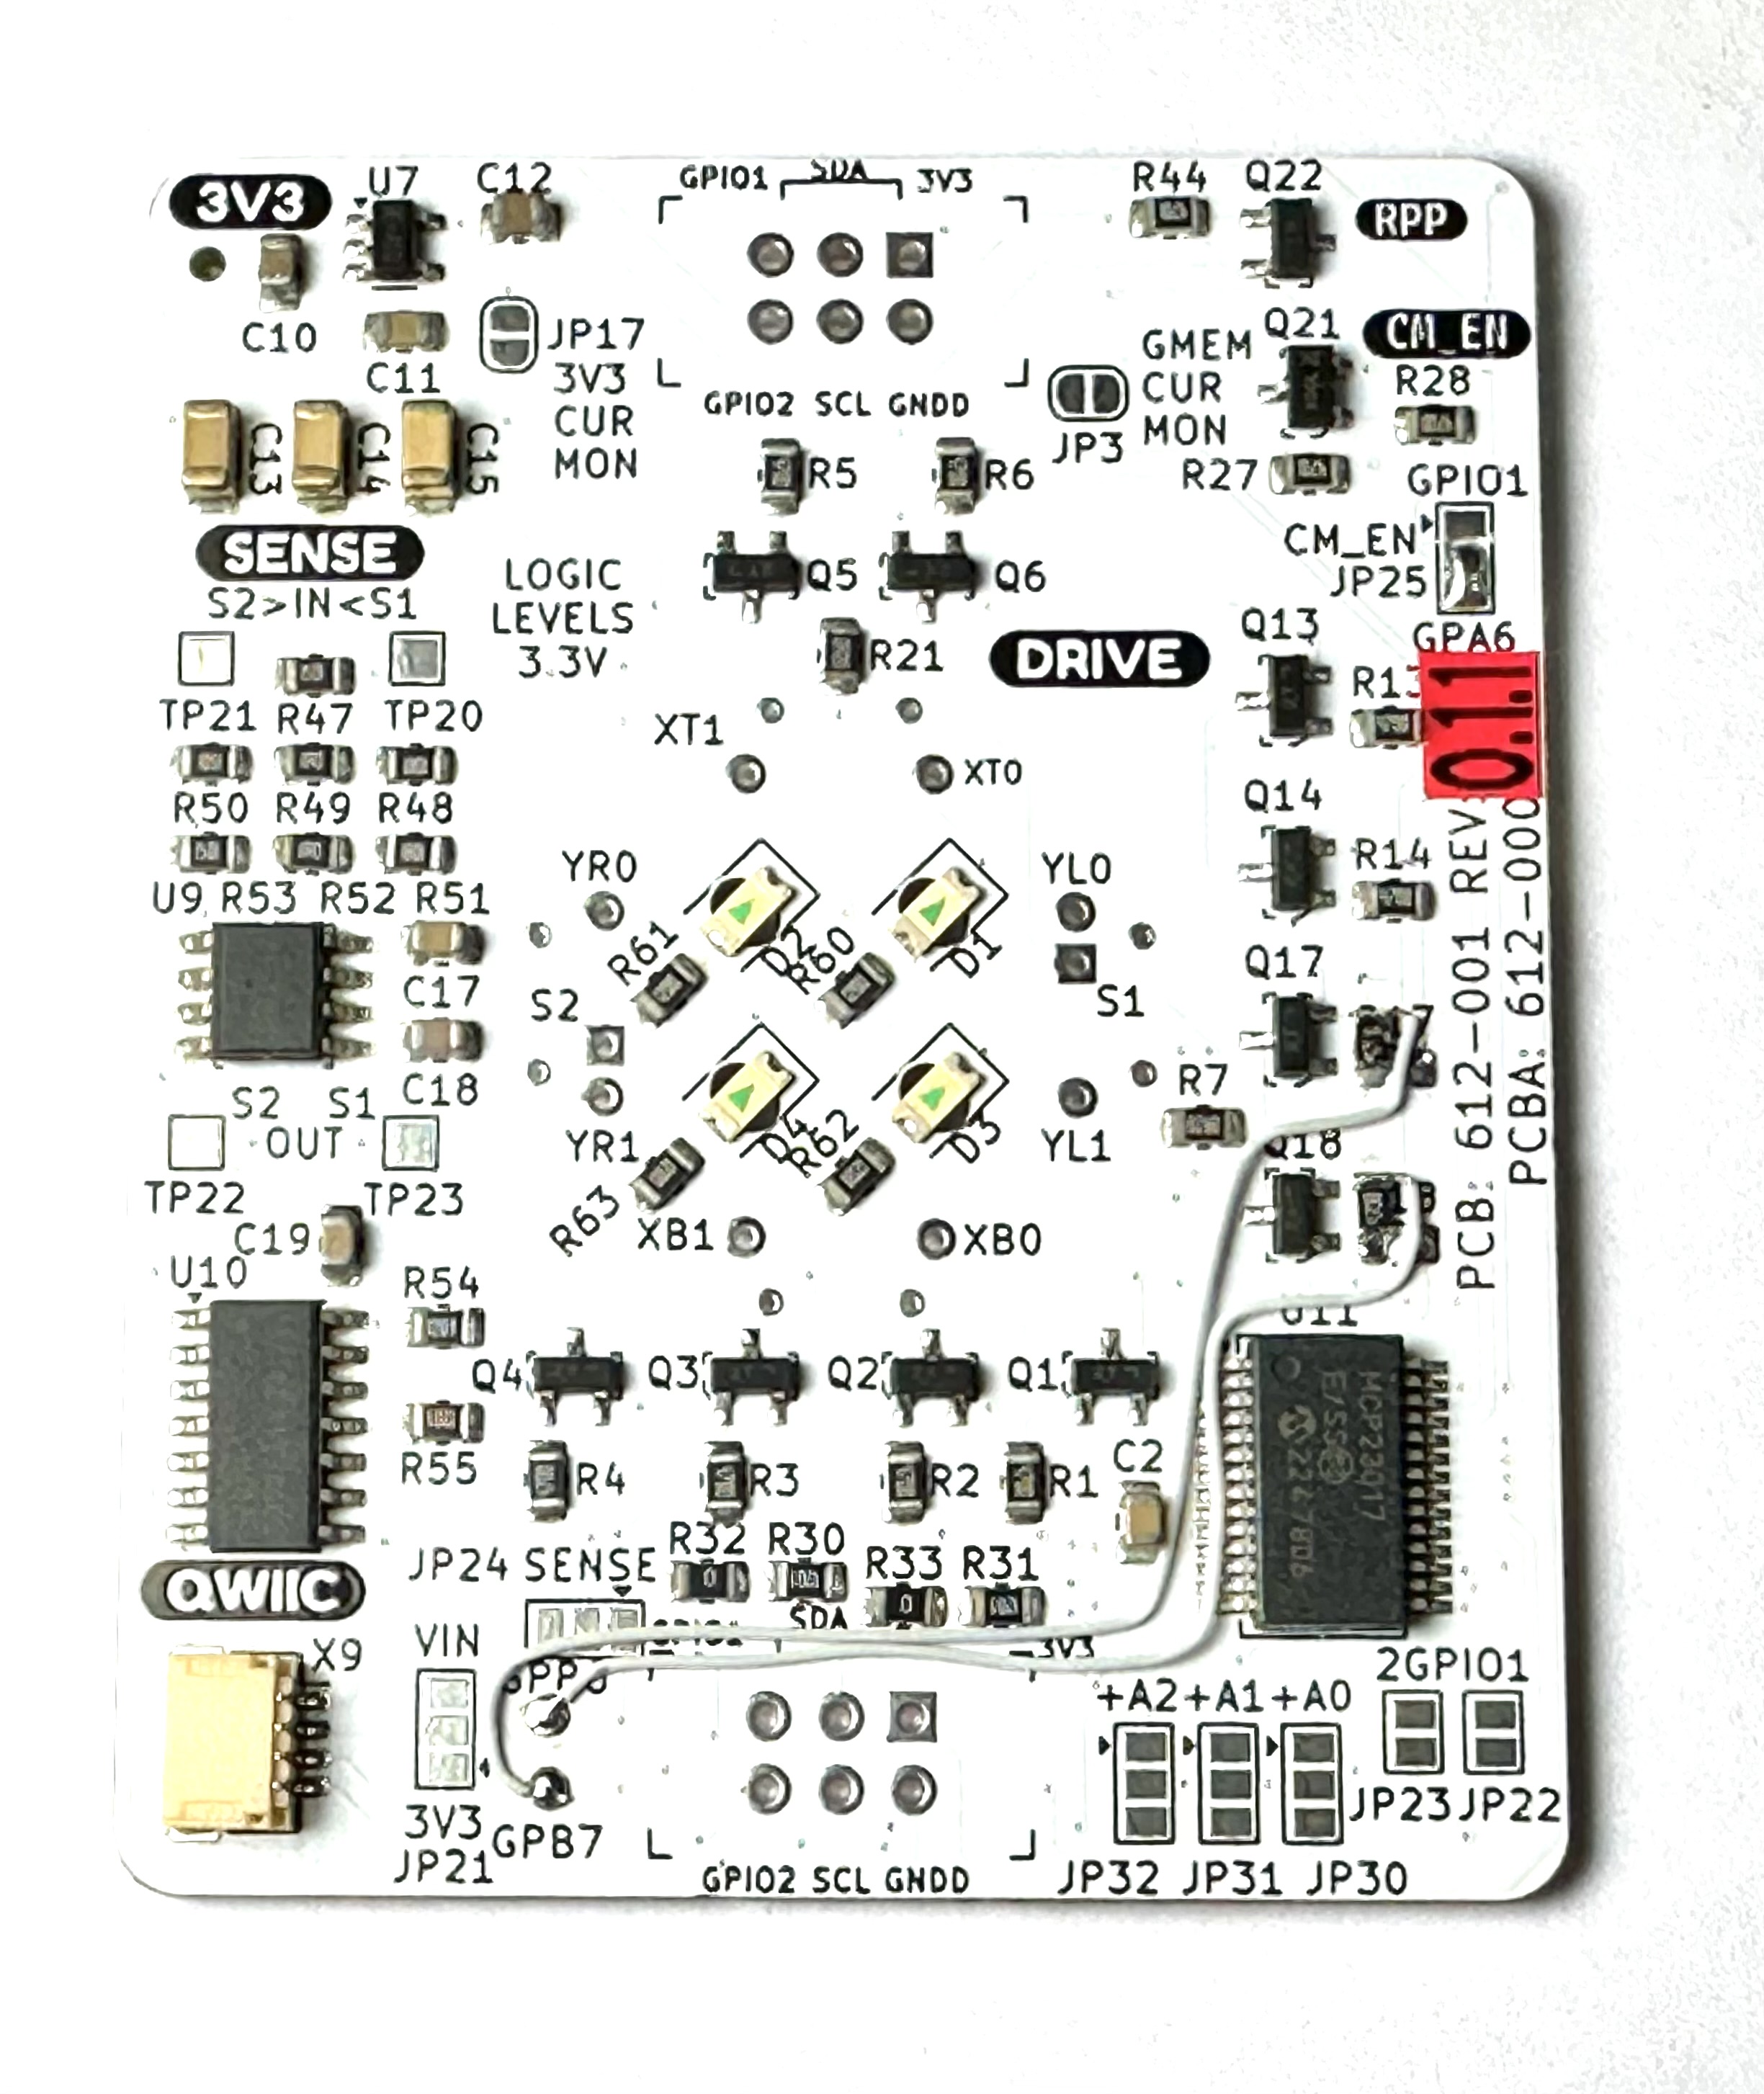 3V3
U7
C12
GPIO1
SDA
3V3
R44
Q22
RPP
C10
C11
JP17
3V3
CUR
MON
GPIO2 SCL GNDD
JP3
GMEM
CUR
MON
Q21
CM_EN
R28
R27
C13
C14
C15
R5
R6
GPIO1
CM_EN
JP25
GPA6
SENSE
S2>IN<S1
LOGIC
LEVELS
3.3V
Q5
Q6
R21
DRIVE
Q13
0.1.1
TP21
R47
TP20
XT1
XT0
R50
R49
R48
Q14
R14
U9
R53
R52
R51
YR0
YL0
D2
D1
R61
R60
C17
S2
S1
Q17
C18
R7
PCB: 612-001 REV
PCBA: 612-000
S2
S1
OUT
TP22
TP23
YR1
YL1
D4
D3
R63
R62
Q18
C19
XB1
XB0
U10
R54
U11
Q4
Q3
Q2
Q1
MCP23017
E/SS
R55
R4
R3
R2
R1
C2
JP24 SENSE
R32
R30
R33
R31
QWIIC
SDA
3V3
X9
VIN
2GPIO1
+A2
+A1
+A0
3V3
JP21
GPB7
GPIO2 SCL GNDD
JP32
JP31
JP30
JP23
JP22